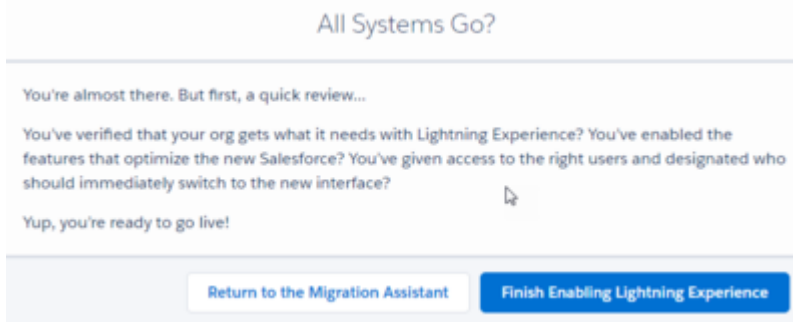 All Systems Go?
You're almost there. But first, a quick review...
You've verified that your org gets what it needs with Lightning Experience? You've enabled the
features that optimize the new Salesforce? You've given access to the right users and designated who
should immediately switch to the new interface?
Yup, you're ready to go live!
Return to the Migration Assistant
Finish Enabling Lightning Experience